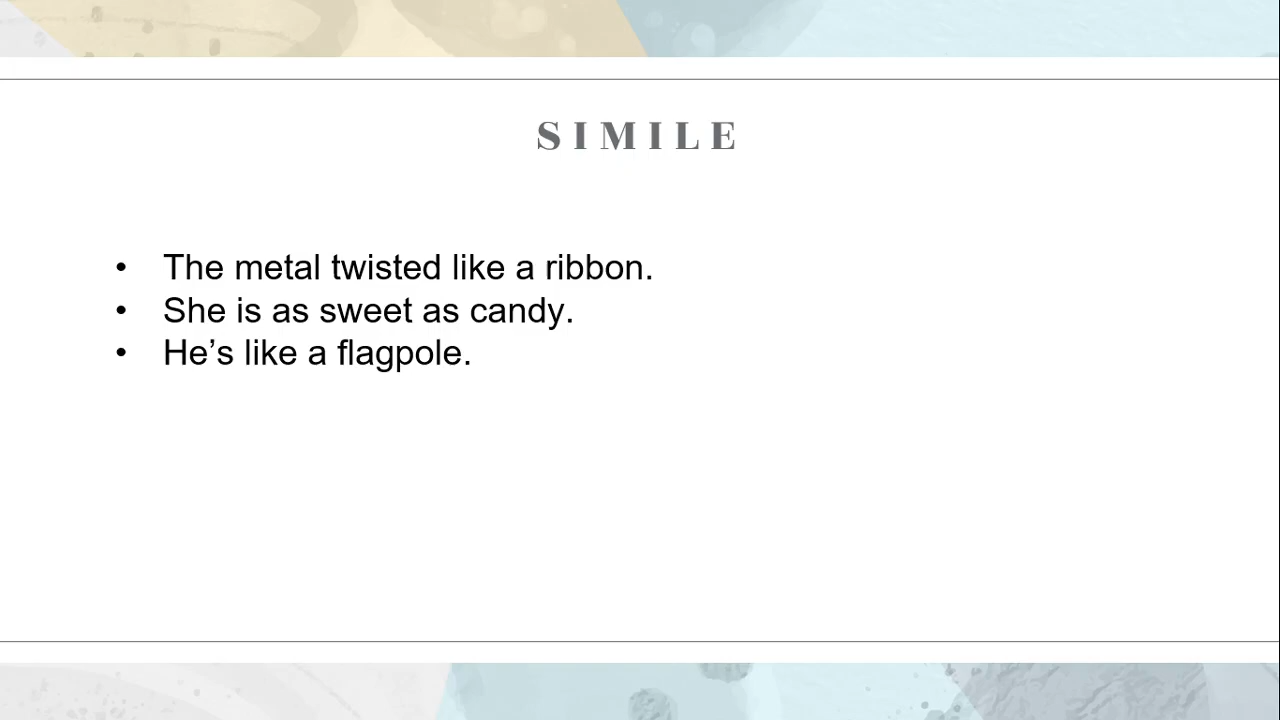 SIMILE
• The metal twisted like a ribbon.
• She is as sweet as candy.
• He’s like a flagpole.